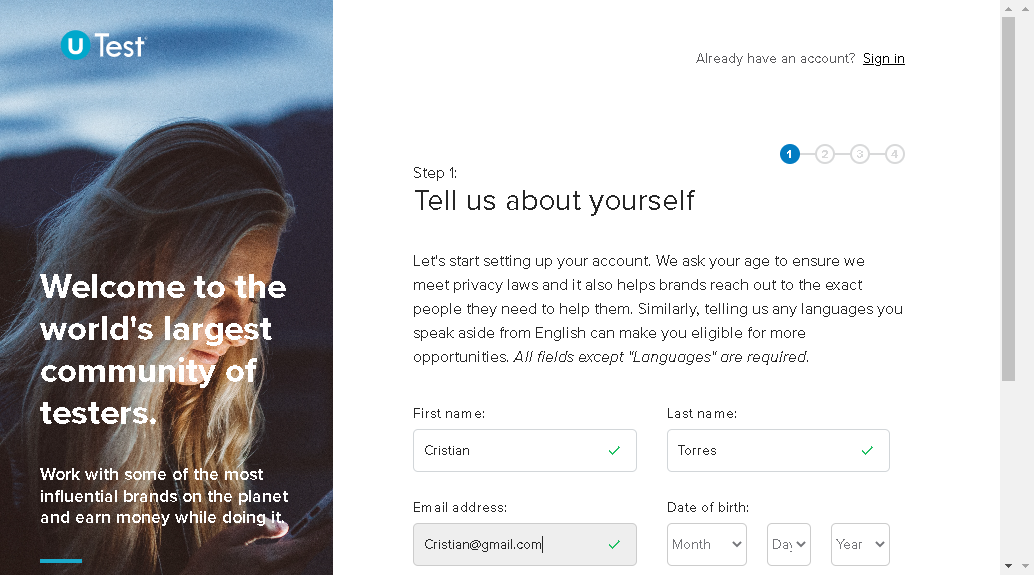 U Test
Already have an account? Sign in
1 2 3 4
Step 1:
Tell us about yourself
Let's start setting up your account. We ask your age to ensure we
meet privacy laws and it also helps brands reach out to the exact
people they need to help them. Similarly, telling us any languages you
speak aside from English can make you eligible for more
opportunities. All fields except "Languages" are required.
First name: Last name:
Cristian Torres
Email address: Date of birth:
Cristian@gmail.com Month Day Year
Welcome to the
world's largest
community of
testers.
Work with some of the most
influential brands on the planet
and earn money while doing it.